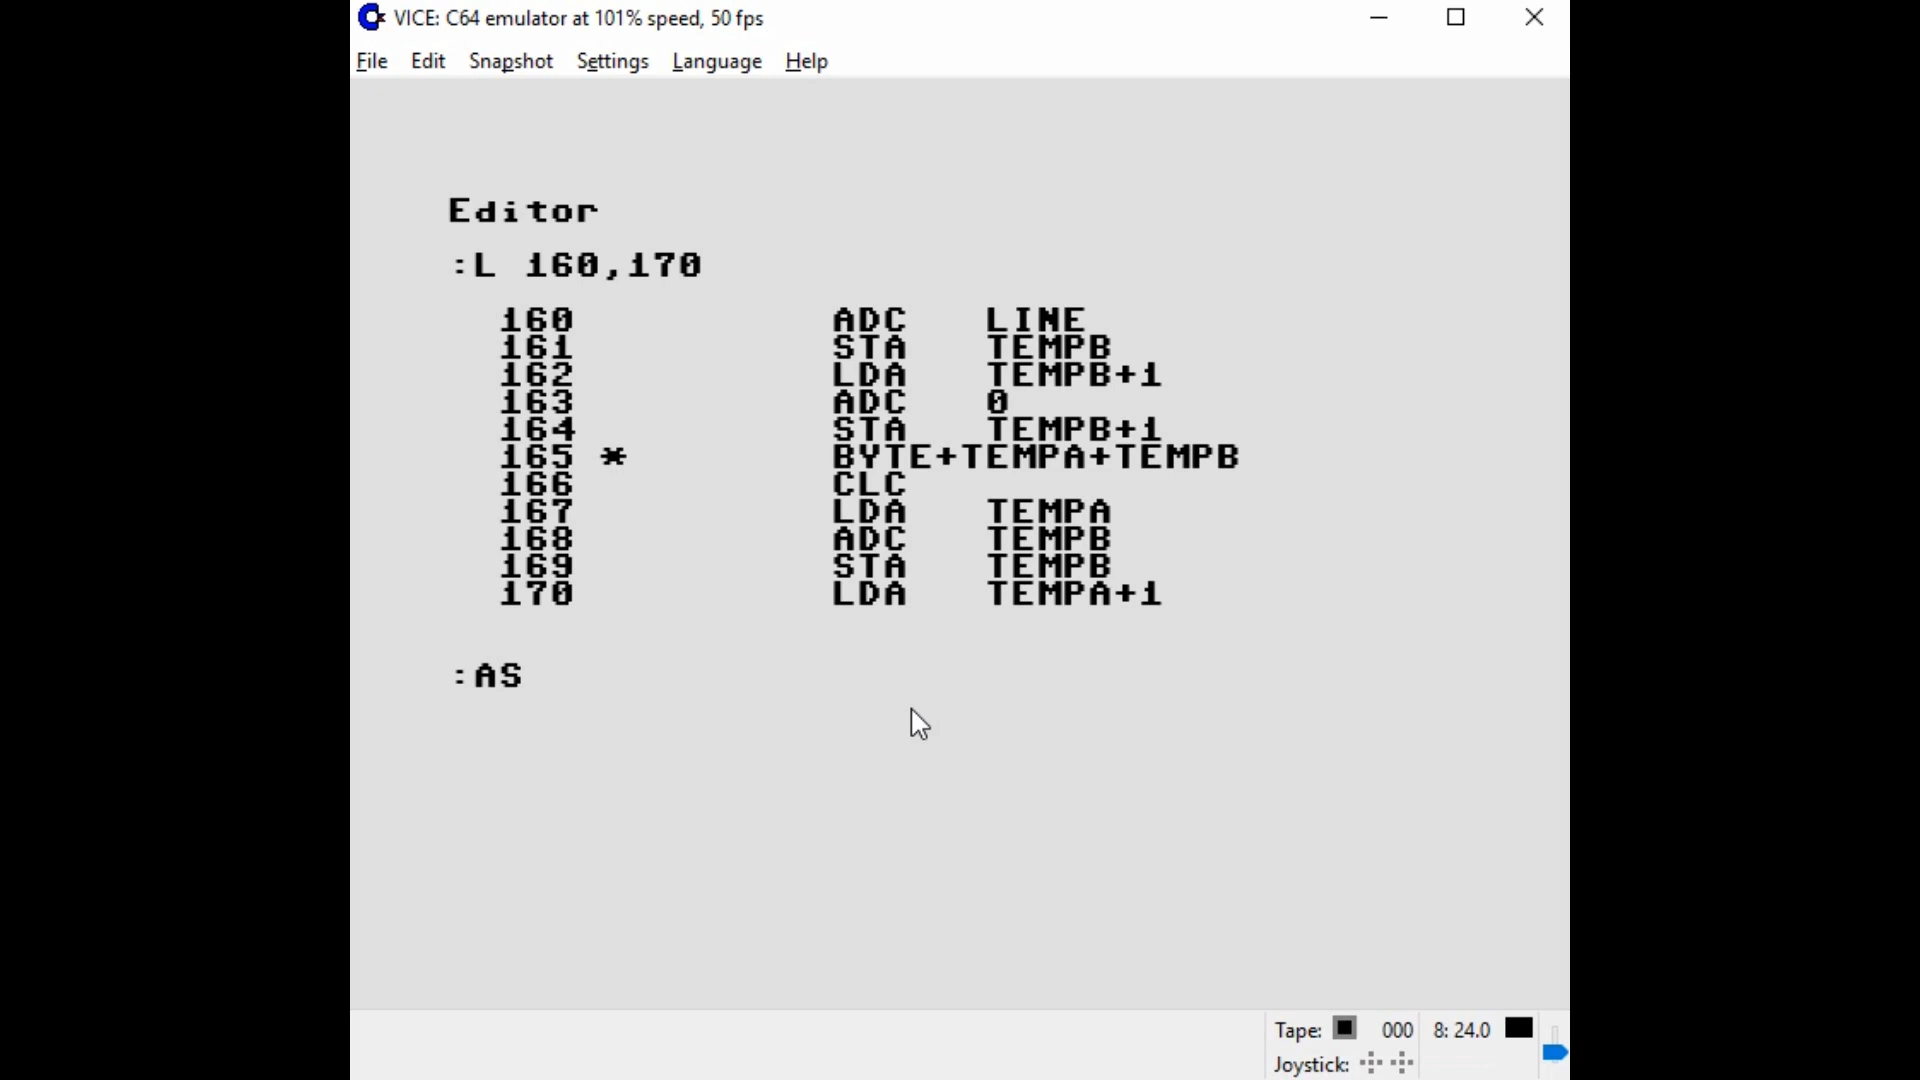 VICE: C64 emulator at 101% speed, 50 fps
File Edit Snapshot Settings Language Help
Editor
:L 160,170
160 ADC LINE
161 STA TEMPB
162 LDA TEMPB+1
163 ADC 0
164 STA TEMPB+1
165 * BYTE+TEMPA+TEMPB
166 CLC
167 LDA TEMPA
168 ADC TEMPB
169 STA TEMPB
170 LDA TEMPA+1
:AS
Tape: 000 8: 24.0
Joystick: